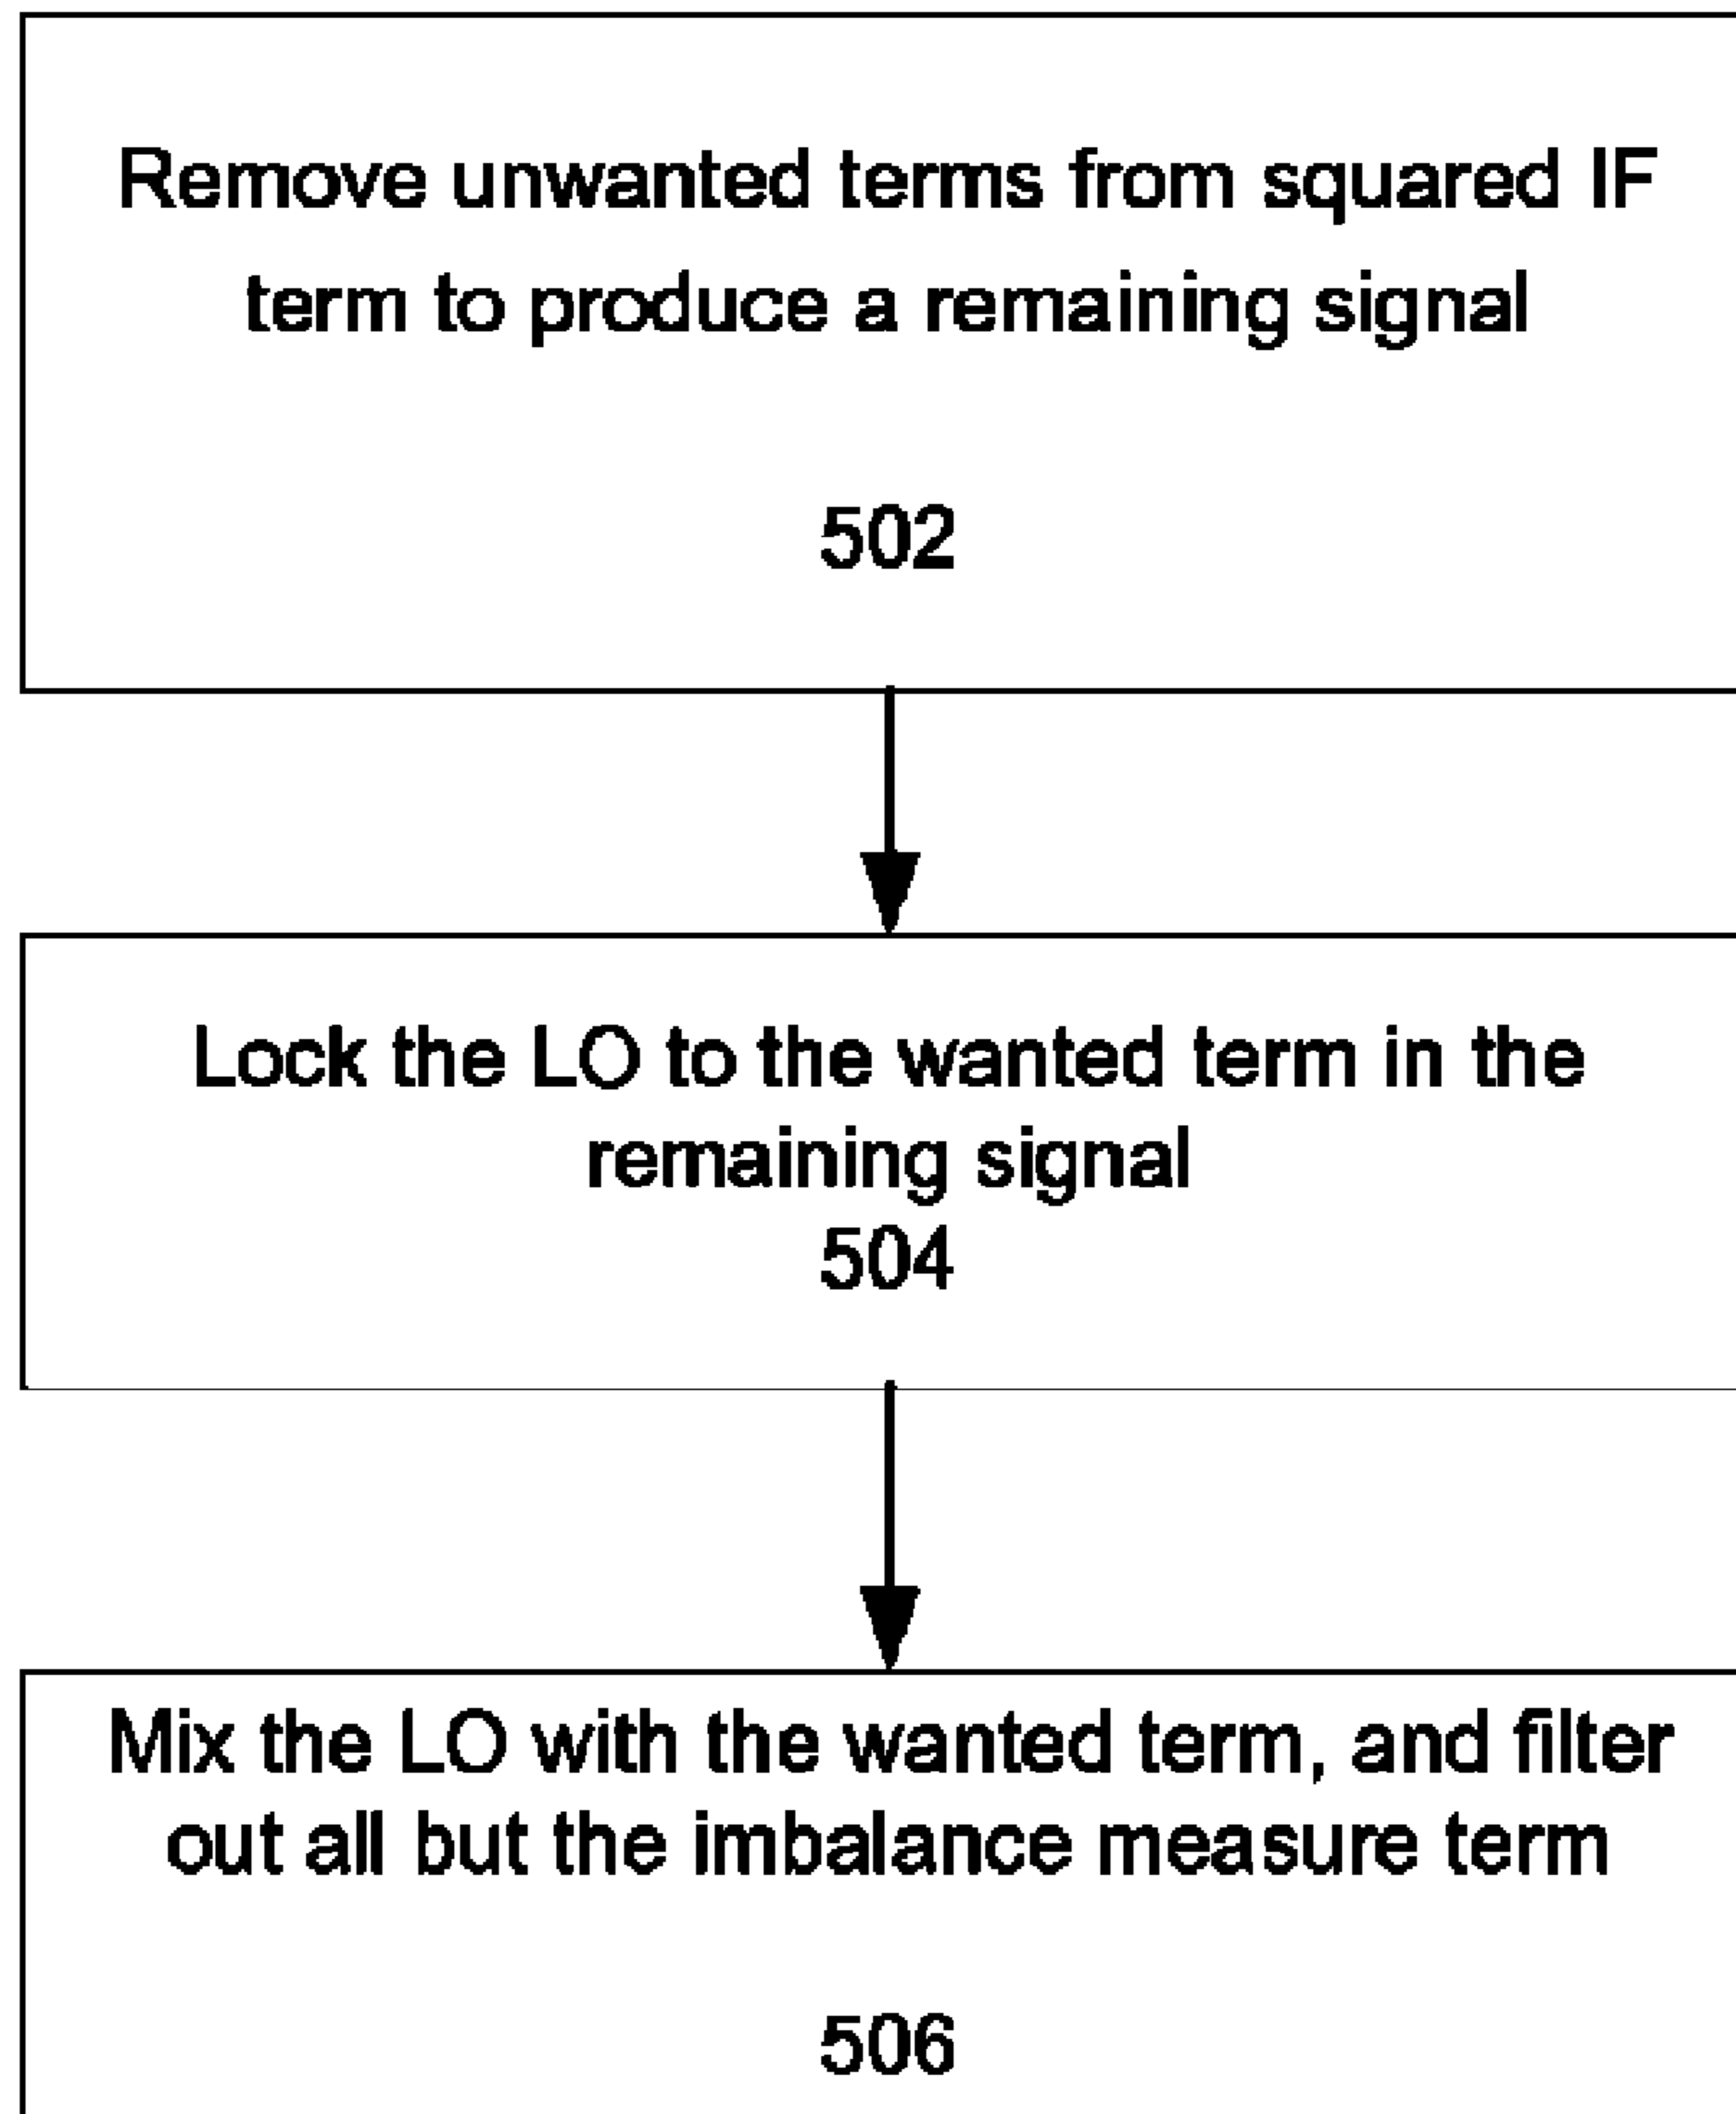 Remove unwanted terms from squared IF
term to produce a remaining signal
502
Lock the LO to the wanted term in the
remaining signal
504
Mix the LO with the wanted term, and filter
out all but the imbalance measure term
506